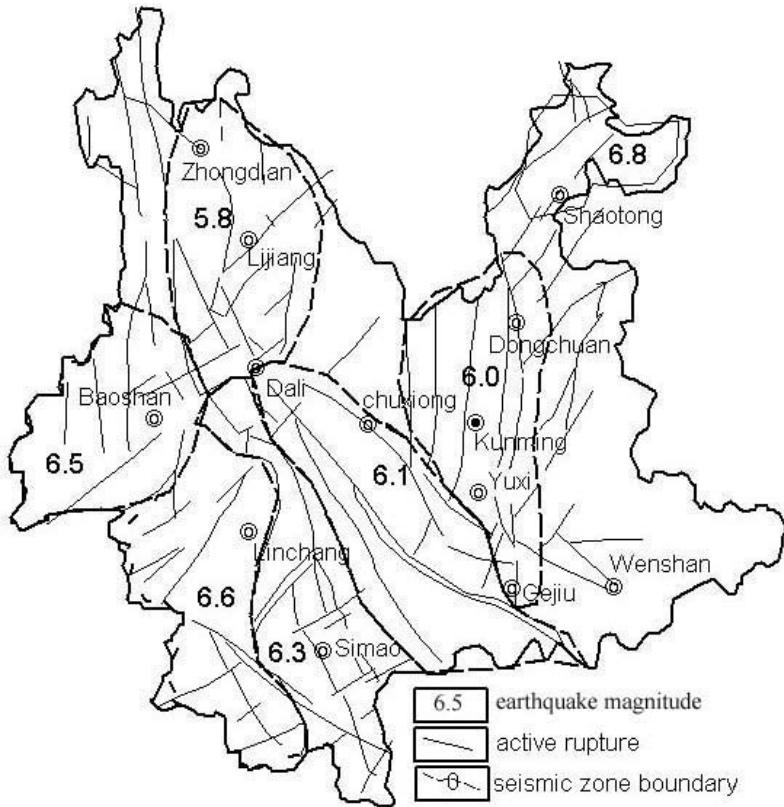 6.8
Zhongdian
Shaotong
5.8
Lijiang
Dongchuan
Dali
6.0
Baoshan
chuxiong
Kunming
6.5
6.1
Yuxi
Linchang
Wenshan
6.6
Gejiu
6.3
Simao
6.5 earthquake magnitude
active rupture
0 seismic zone boundary